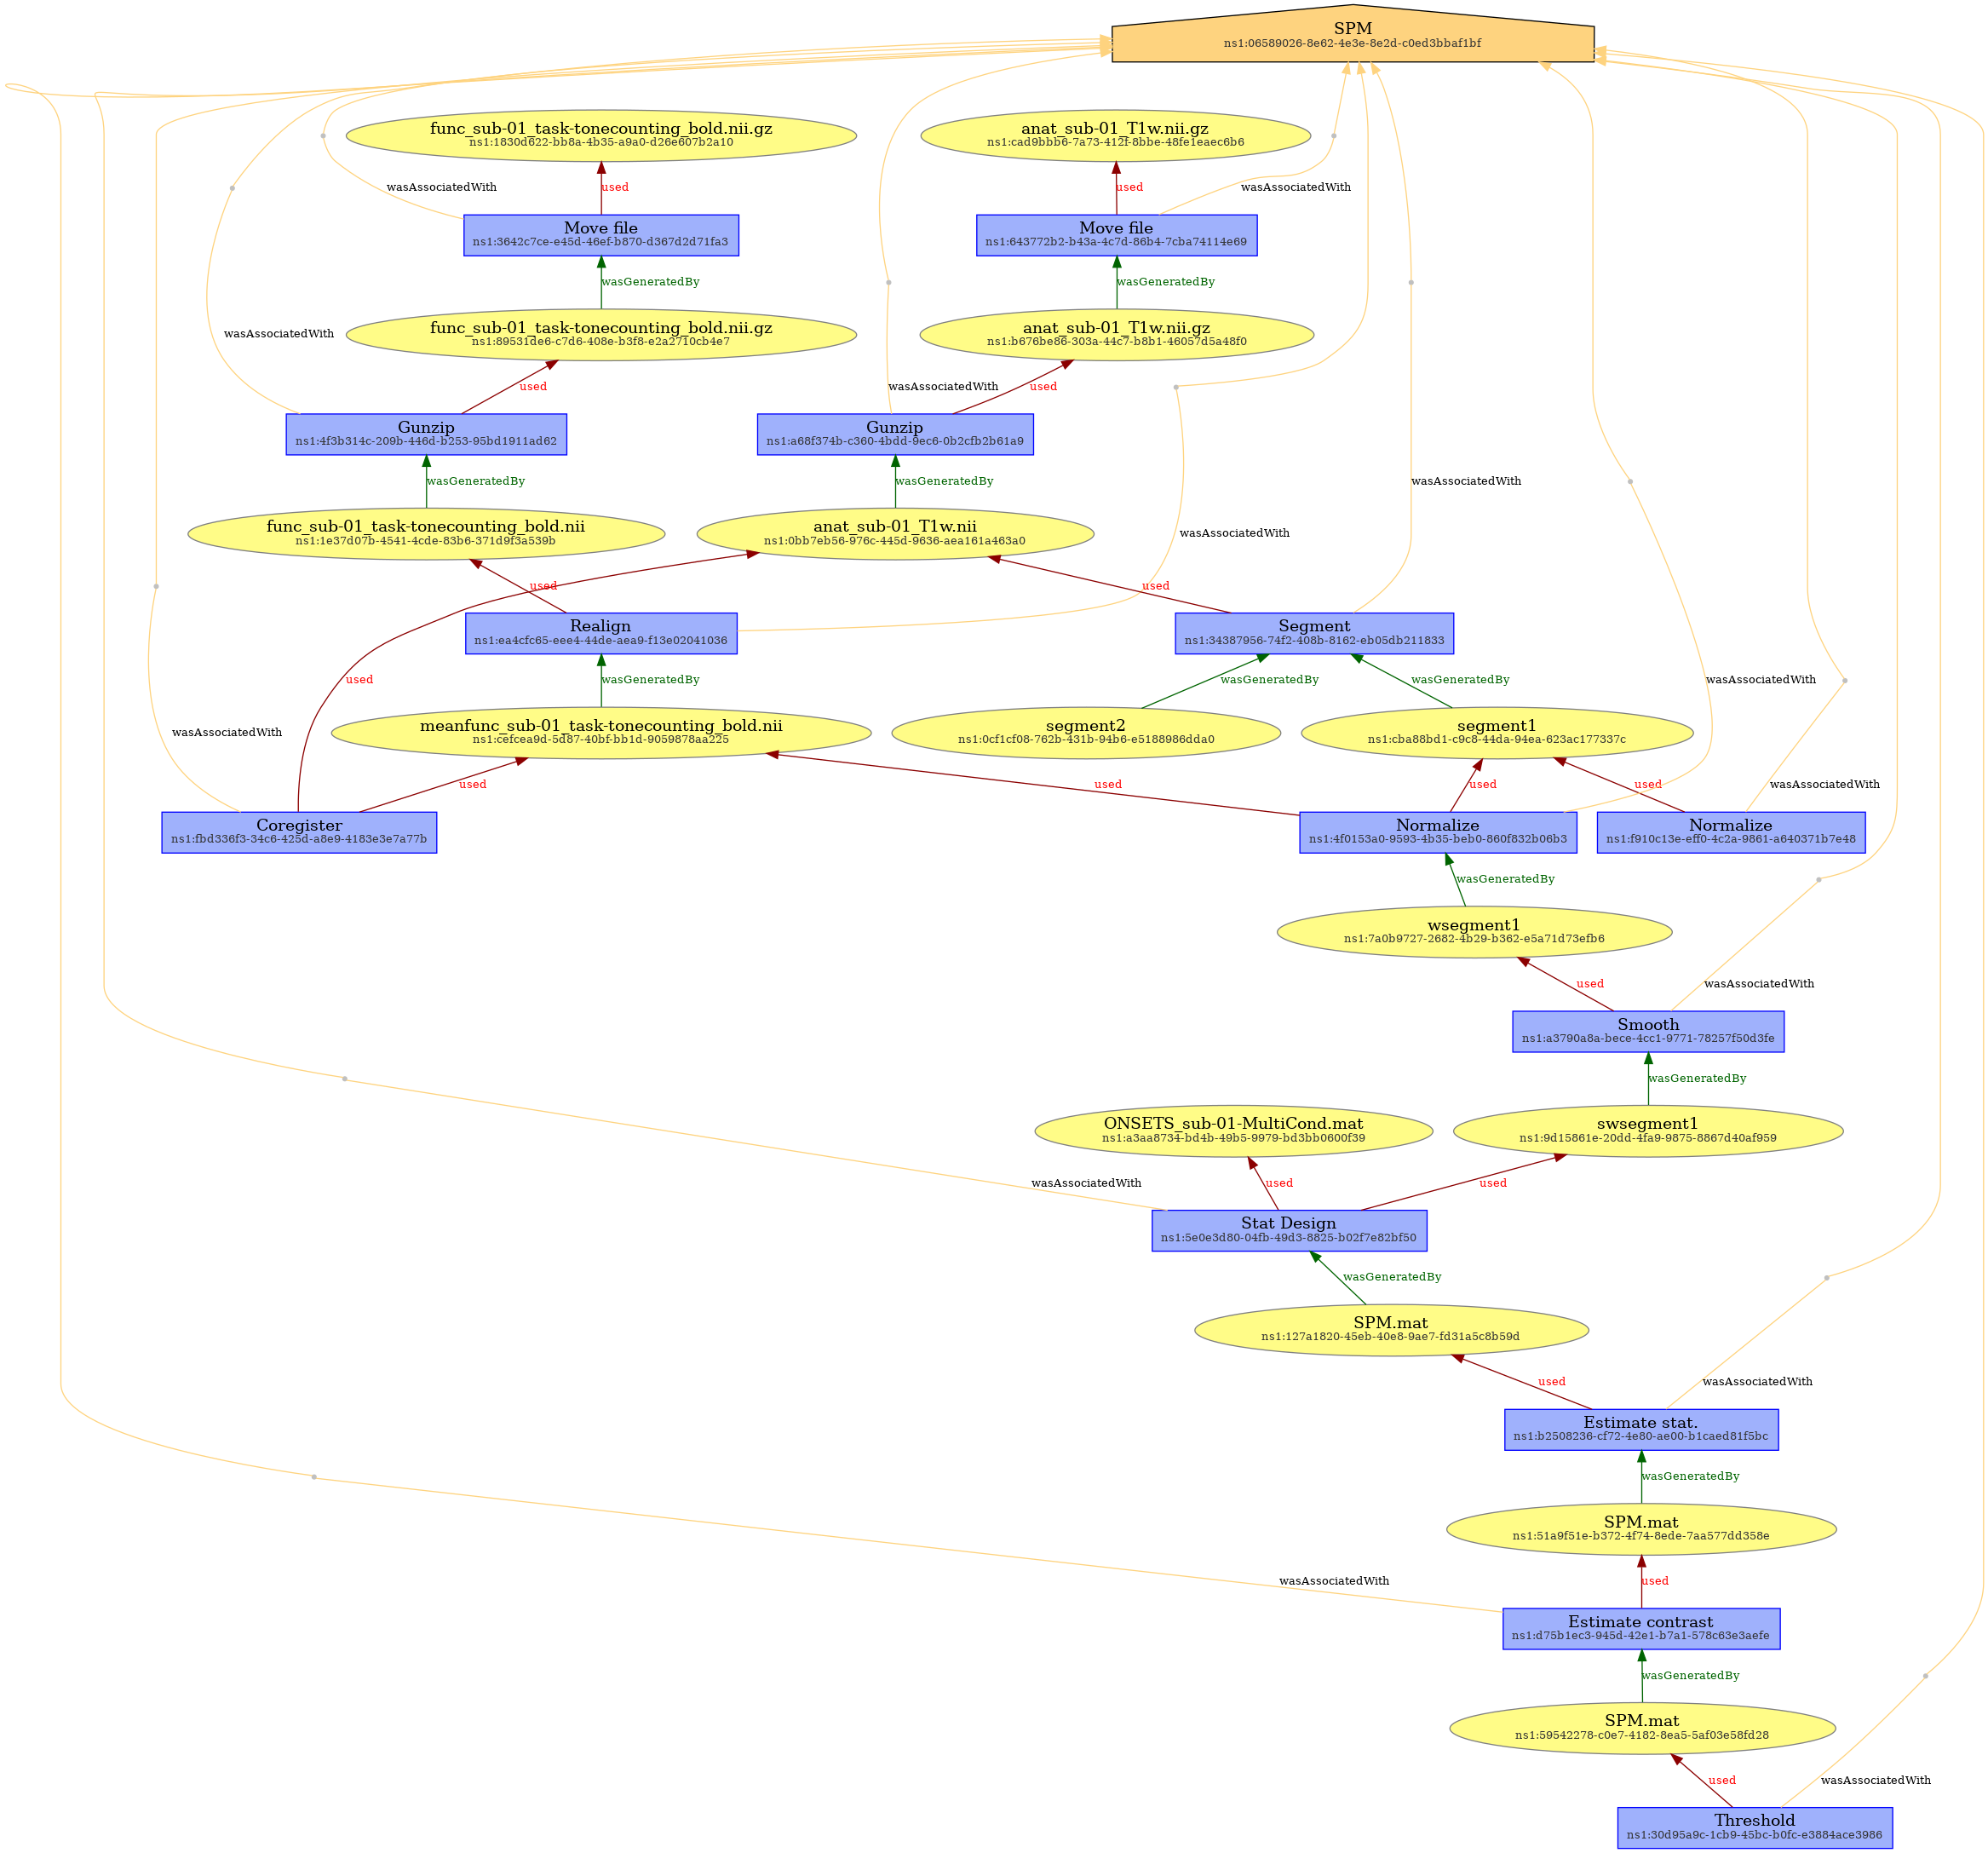 SPM
ns1:06589026-8e62-4e3e-8e2d-c0ed3bbaf1bf
func_sub-01_task-tonecounting_bold.nii.gz
ns1:1830d622-bb8a-4b35-a9a0-d26e607b2a10
anat_sub-01_T1w.nii.gz
ns1:cad9bbb6-7a73-412f-8bbe-48fe1eaec6b6
wasAssociatedWith
used
used
wasAssociatedWith
Move file
ns1:3642c7ce-e45d-46ef-b870-d367d2d71fa3
Move file
ns1:643772b2-b43a-4c7d-86b4-7cba74114e69
wasGeneratedBy
wasGeneratedBy
wasAssociatedWith
func_sub-01_task-tonecounting_bold.nii.gz
ns1:89531de6-c7d6-408e-b3f8-e2a2710cb4e7
anat_sub-01_T1w.nii.gz
ns1:b676be86-303a-44c7-b8b1-46057d5a48f0
used
wasAssociatedWith
used
Gunzip
ns1:4f3b314c-209b-446d-b253-95bd1911ad62
Gunzip
ns1:a68f374b-c360-4bdd-9ec6-0b2cfb2b61a9
wasGeneratedBy
wasGeneratedBy
wasAssociatedWith
func_sub-01_task-tonecounting_bold.nii
ns1:1e37d07b-4541-4cde-83b6-371d9f3a539b
anat_sub-01_T1w.nii
ns1:0bb7eb56-976c-445d-9636-aea161a463a0
wasAssociatedWith
used
used
Realign
ns1:ea4cfc65-eee4-44de-aea9-f13e02041036
Segment
ns1:34387956-74f2-408b-8162-eb05db211833
used
wasGeneratedBy
wasGeneratedBy
wasGeneratedBy
wasAssociatedWith
wasAssociatedWith
meanfunc_sub-01_task-tonecounting_bold.nii
ns1:cefcea9d-5d87-40bf-bb1d-9059878aa225
segment2
ns1:0cf1cf08-762b-431b-94b6-e5188986dda0
segment1
ns1:cba88bd1-c9c8-44da-94ea-623ac177337c
used
used
used
used
wasAssociatedWith
Coregister
ns1:fbd336f3-34c6-425d-a8e9-4183e3e7a77b
Normalize
ns1:4f0153a0-9593-4b35-beb0-860f832b06b3
Normalize
ns1:f910c13e-eff0-4c2a-9861-a640371b7e48
wasGeneratedBy
wsegment1
ns1:7a0b9727-2682-4b29-b362-e5a71d73efb6
used
wasAssociatedWith
Smooth
ns1:a3790a8a-bece-4cc1-9771-78257f50d3fe
wasGeneratedBy
ONSETS_sub-01-MultiCond.mat
ns1:a3aa8734-bd4b-49b5-9979-bd3bb0600f39
swsegment1
ns1:9d15861e-20dd-4fa9-9875-8867d40af959
wasAssociatedWith
used
used
Stat Design
ns1:5e0e3d80-04fb-49d3-8825-b02f7e82bf50
wasGeneratedBy
SPM.mat
ns1:127a1820-45eb-40e8-9ae7-fd31a5c8b59d
used
wasAssociatedWith
Estimate stat.
ns1:b2508236-cf72-4e80-ae00-b1caed81f5bc
wasGeneratedBy
SPM.mat
ns1:51a9f51e-b372-4f74-8ede-7aa577dd358e
wasAssociatedWith
used
Estimate contrast
ns1:d75b1ec3-945d-42e1-b7a1-578c63e3aefe
wasGeneratedBy
SPM.mat
ns1:59542278-c0e7-4182-8ea5-5af03e58fd28
used
wasAssociatedWith
Threshold
ns1:30d95a9c-1cb9-45bc-b0fc-e3884ace3986